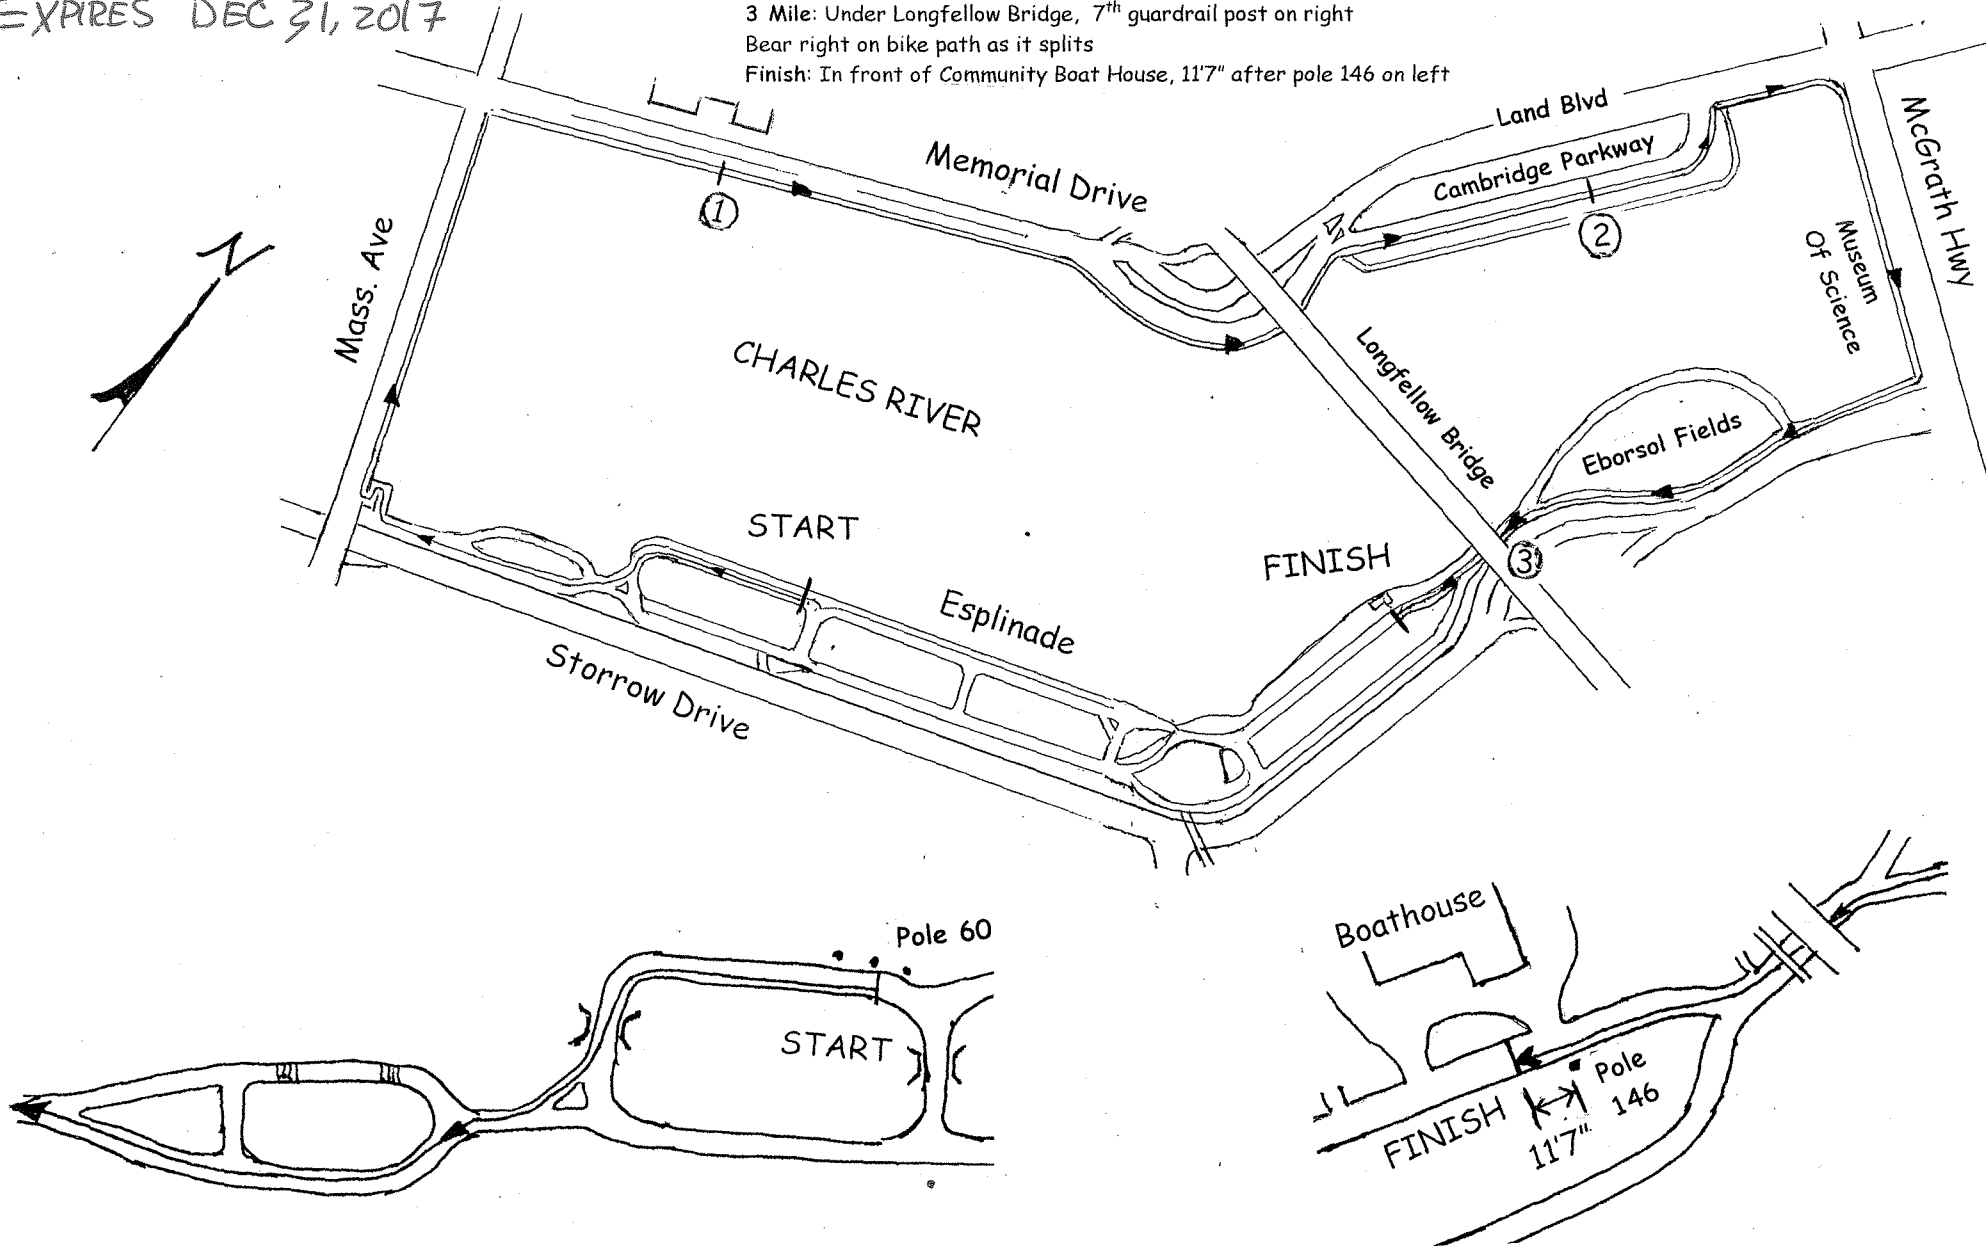 EXPIRES DEC 31, 2017
3 Mile: Under Longfellow Bridge, 7th guardrail post on right
Bear right on bike path as it splits
Finish: In front of Community Boat House, 11'7" after pole 146 on left
Land Blvd
Cambridge Parkway
McGrath Hwy
Memorial Drive
1
2
Museum
Of Science
N
Mass. Ave
CHARLES RIVER
Longfellow Bridge
Eborsol Fields
START
FINISH
3
Esplinade
Storrow Drive
Pole 60
START
Boathouse
Pole
146
FINISH
11'7"